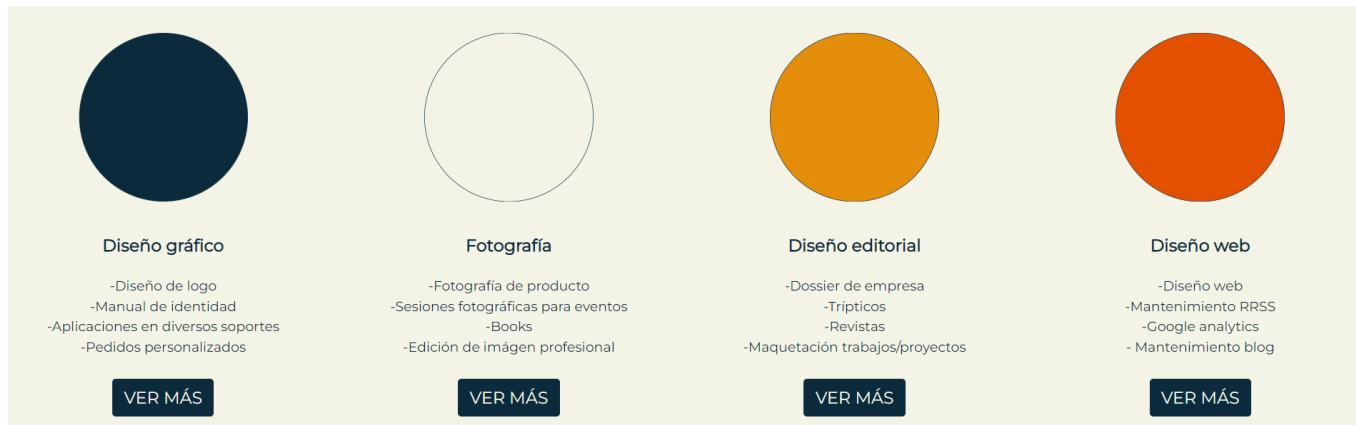 Diseño gráfico
-Diseño de logo
-Manual de identidad
-Aplicaciones en diversos soportes
-Pedidos personalizados
VER MÁS
Fotografía
-Fotografía de producto
-Sesiones fotográficas para eventos
-Books
-Edición de imágen profesional
VER MÁS
Diseño editorial
-Dossier de empresa
-Trípticos
-Revistas
-Maquetación trabajos/proyectos
VER MÁS
Diseño web
-Diseño web
-Mantenimiento RRSS
-Google analytics
- Mantenimiento blog
VER MÁS